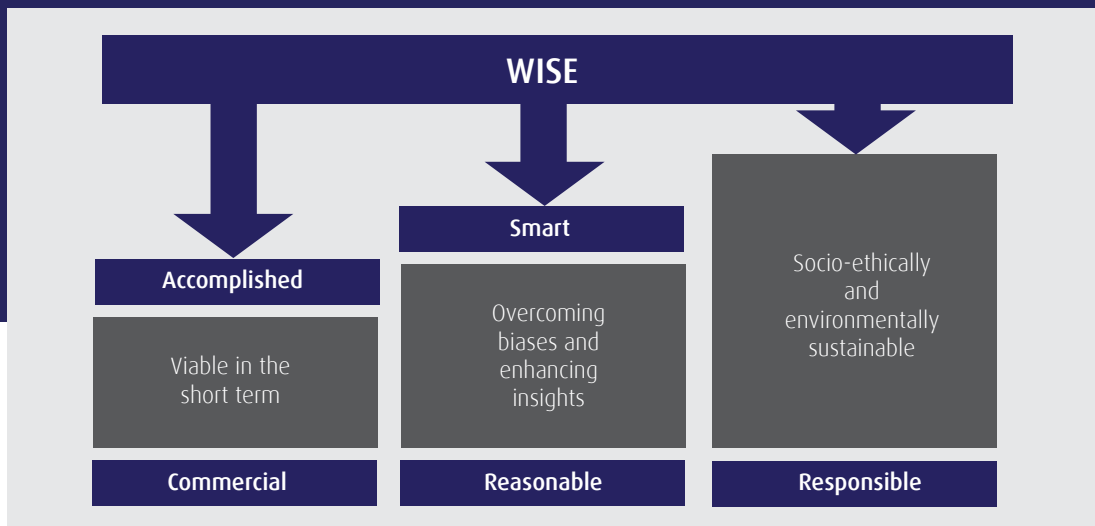 WISE
Accomplished
Viable in the
short term
Commercial
Smart
Overcoming
biases and
enhancing
insights
Reasonable
Socio-ethically
and
environmentally
sustainable
Responsible